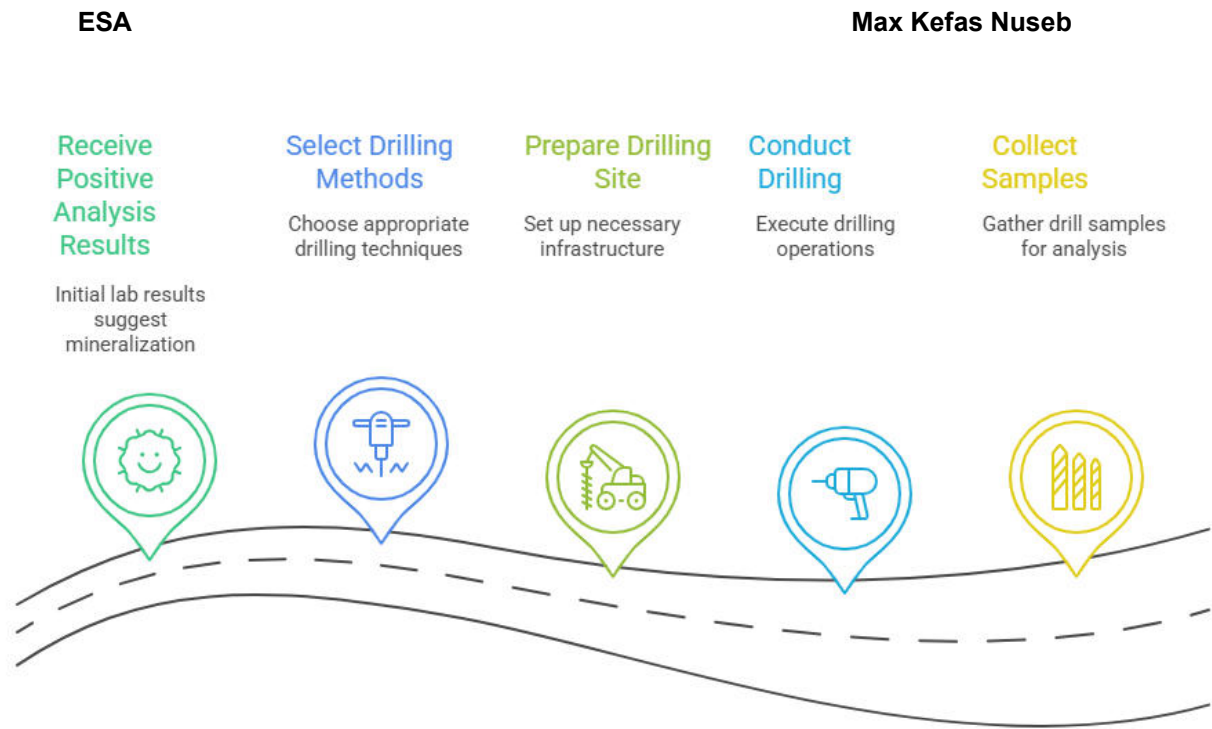 ESA
Max Kefas Nuseb
Receive
Positive
Analysis
Results
Initial lab results
suggest
mineralization
Select Drilling
Methods
Choose appropriate
drilling techniques
Prepare Drilling
Site
Set up necessary
infrastructure
Conduct
Drilling
Execute drilling
operations
Collect
Samples
Gather drill samples
for analysis